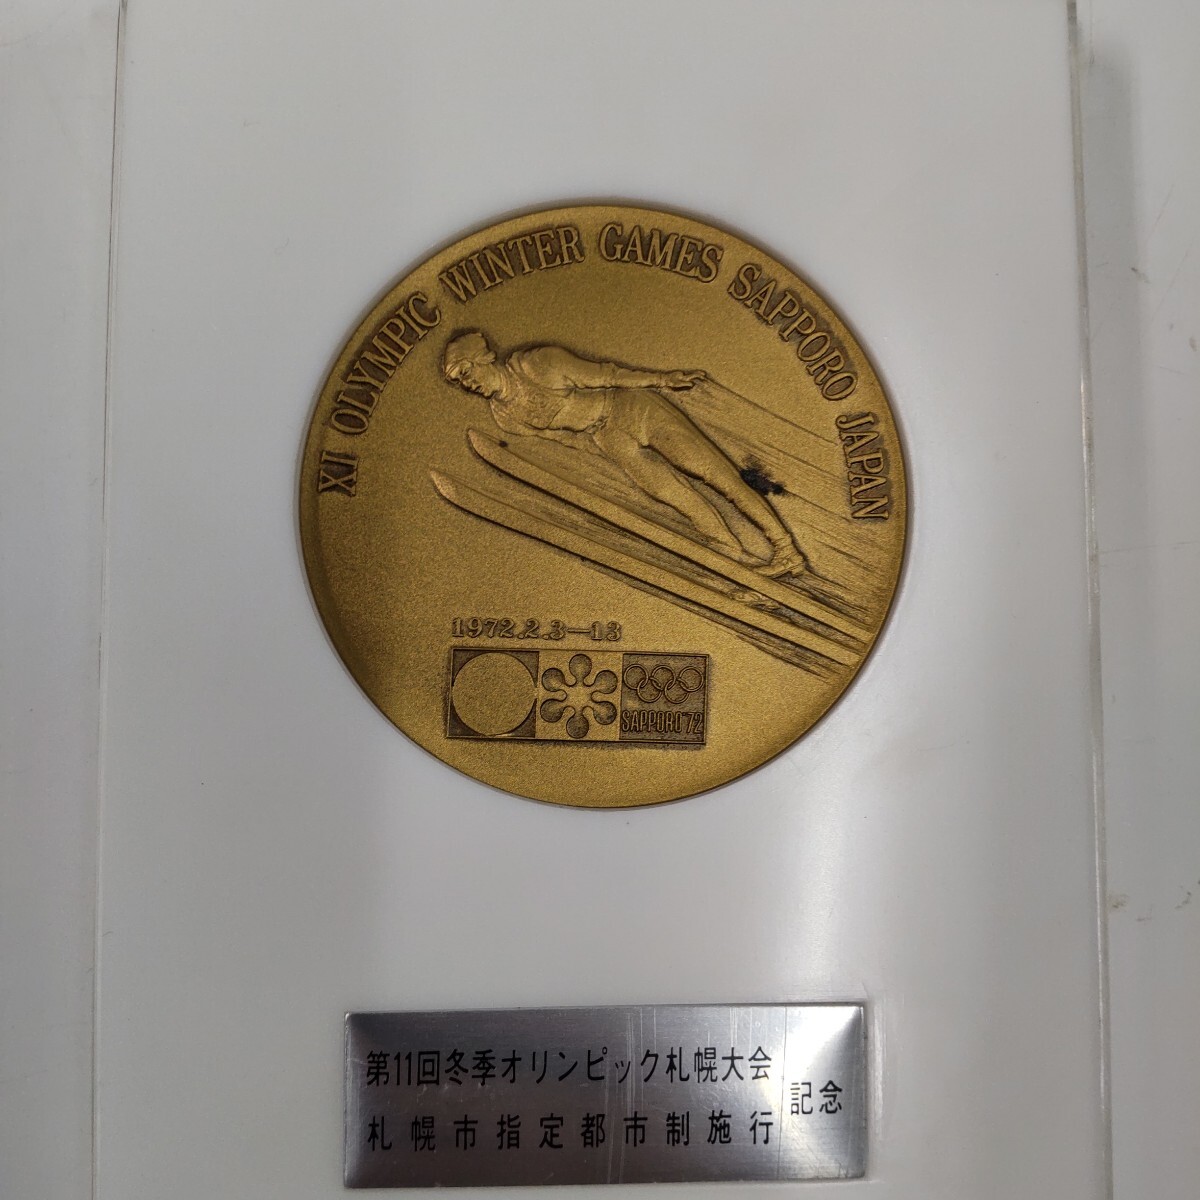 XI OLYMPIC WINTER GAMES SAPPORO JAPAN
1972.2.3-13
SAPPORO'72
第11回冬季オリンピック札幌大会
札幌市指定都市制施行
記念